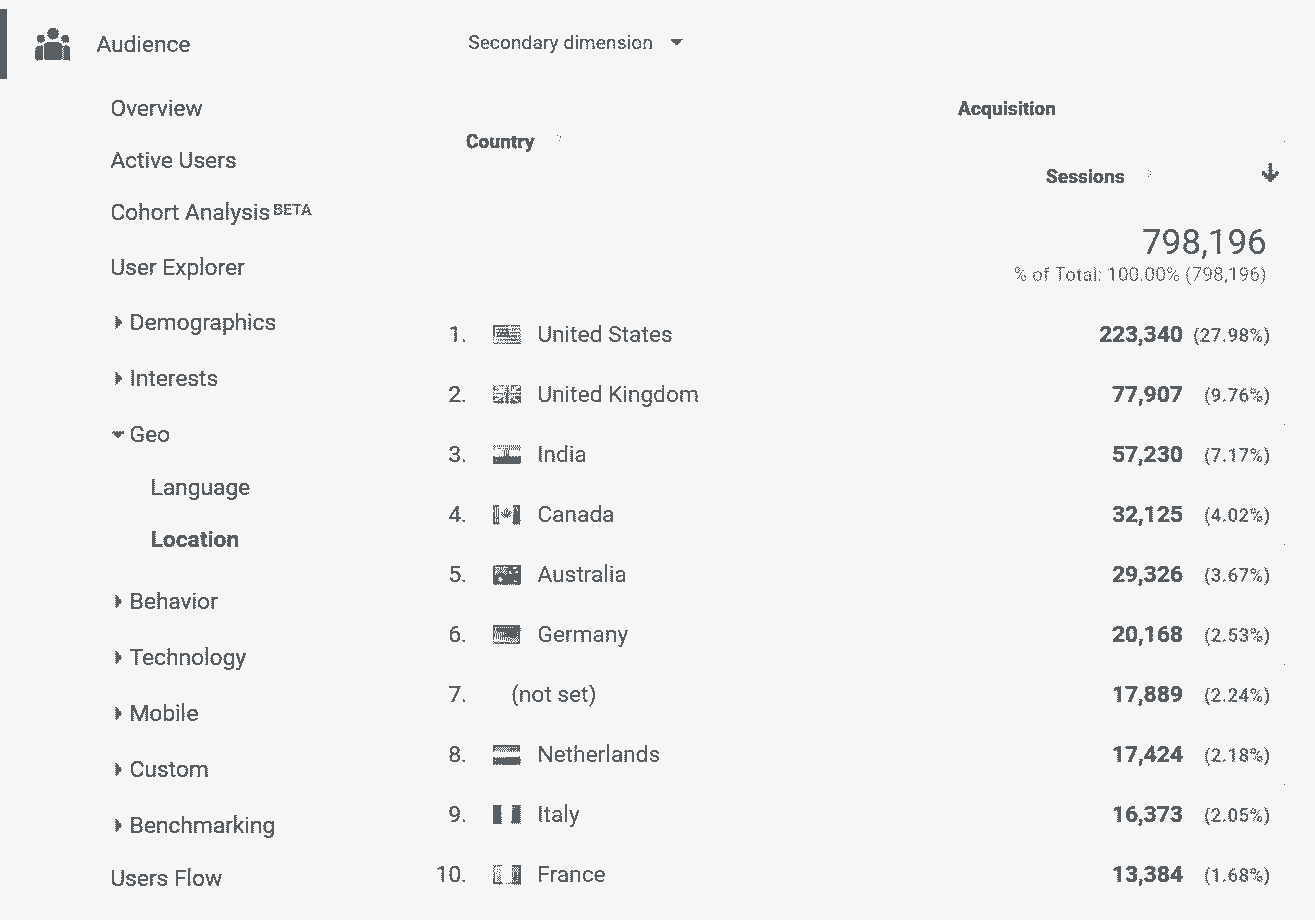 Audience
Overview
Active Users
Cohort Analysis BETA
User Explorer
Demographics
Interests
Geo
Language
Location
Behavior
Technology
Mobile
Custom
Benchmarking
Users Flow
Secondary dimension
Acquisition
Country ?
Sessions ?
798,196
% of Total: 100.00% (798,196)
1. United States 223,340 (27.98%)
2. United Kingdom 77,907 (9.76%)
3. India 57,230 (7.17%)
4. Canada 32,125 (4.02%)
5. Australia 29,326 (3.67%)
6. Germany 20,168 (2.53%)
7. (not set) 17,889 (2.24%)
8. Netherlands 17,424 (2.18%)
9. Italy 16,373 (2.05%)
10. France 13,384 (1.68%)